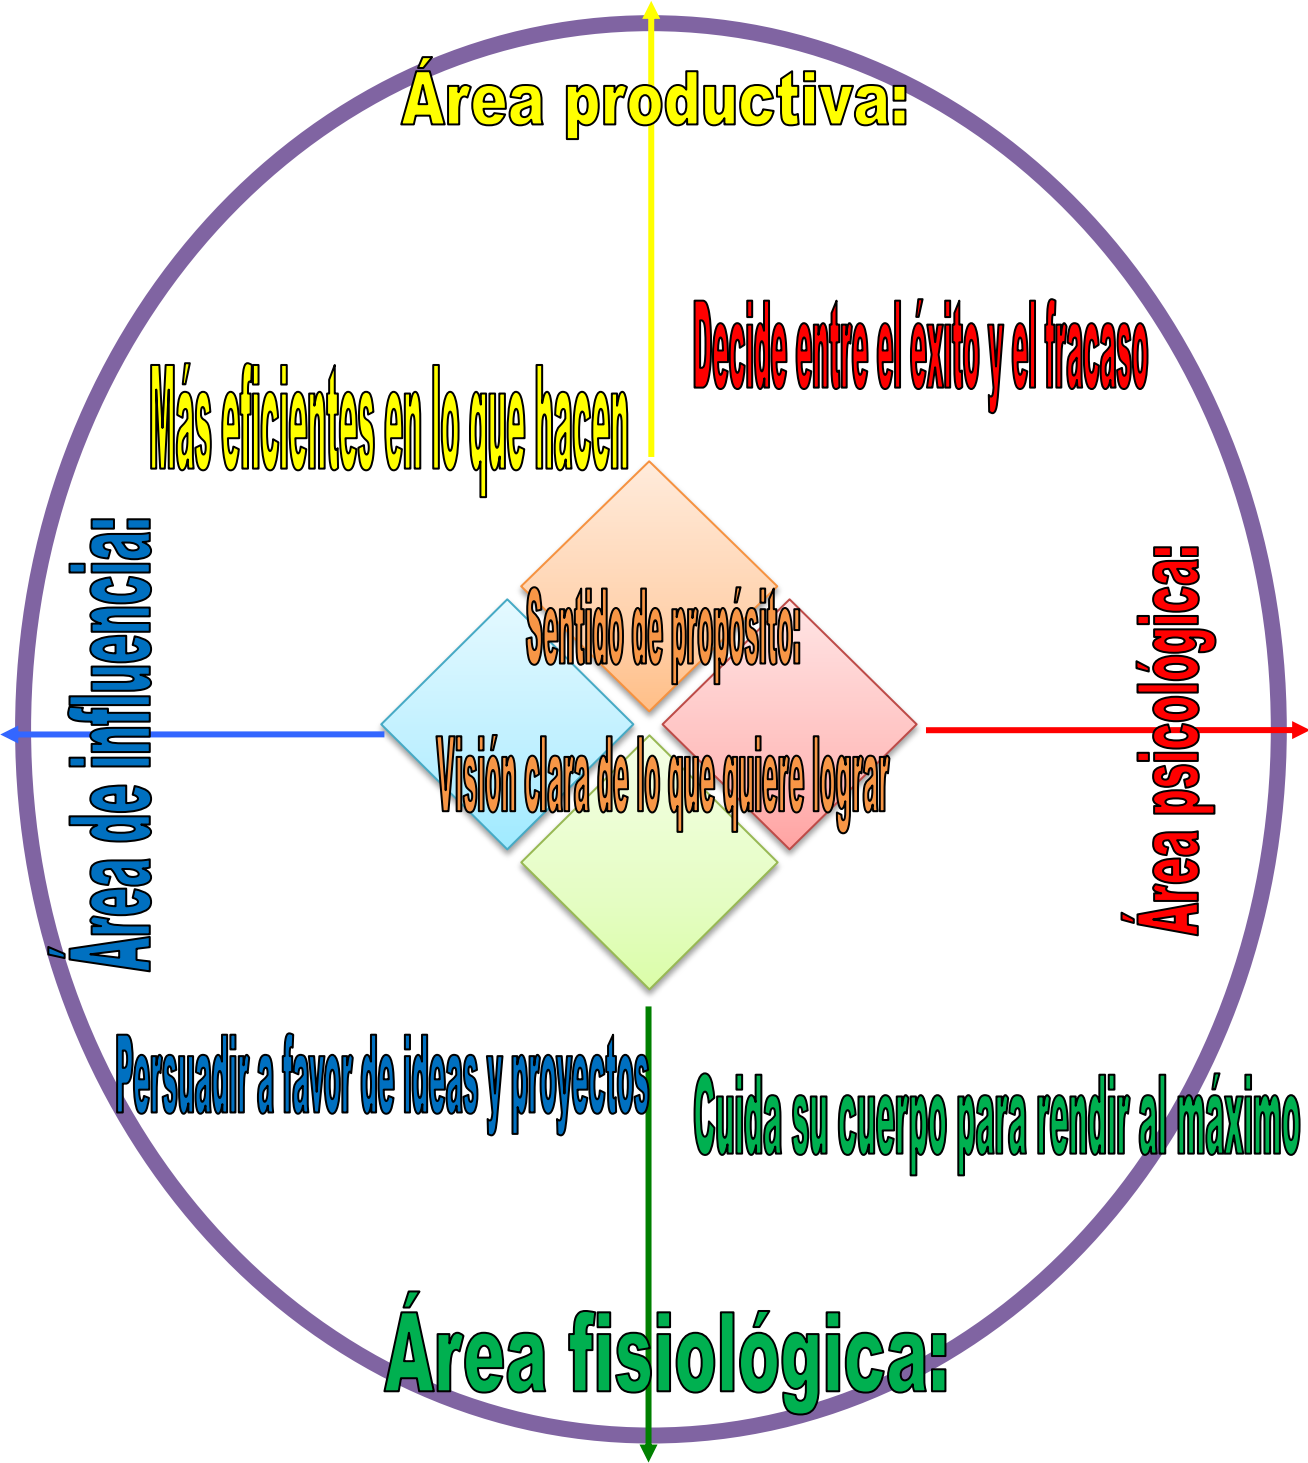 Área productiva:
Decide entre el éxito y el fracaso
Más eficientes en lo que hacen
Área de influencia:
Área psicológica:
Sentido de propósito:
Visión clara de lo que quiere lograr
Persuadir a favor de ideas y proyectos
Cuida su cuerpo para rendir al máximo
Área fisiológica: